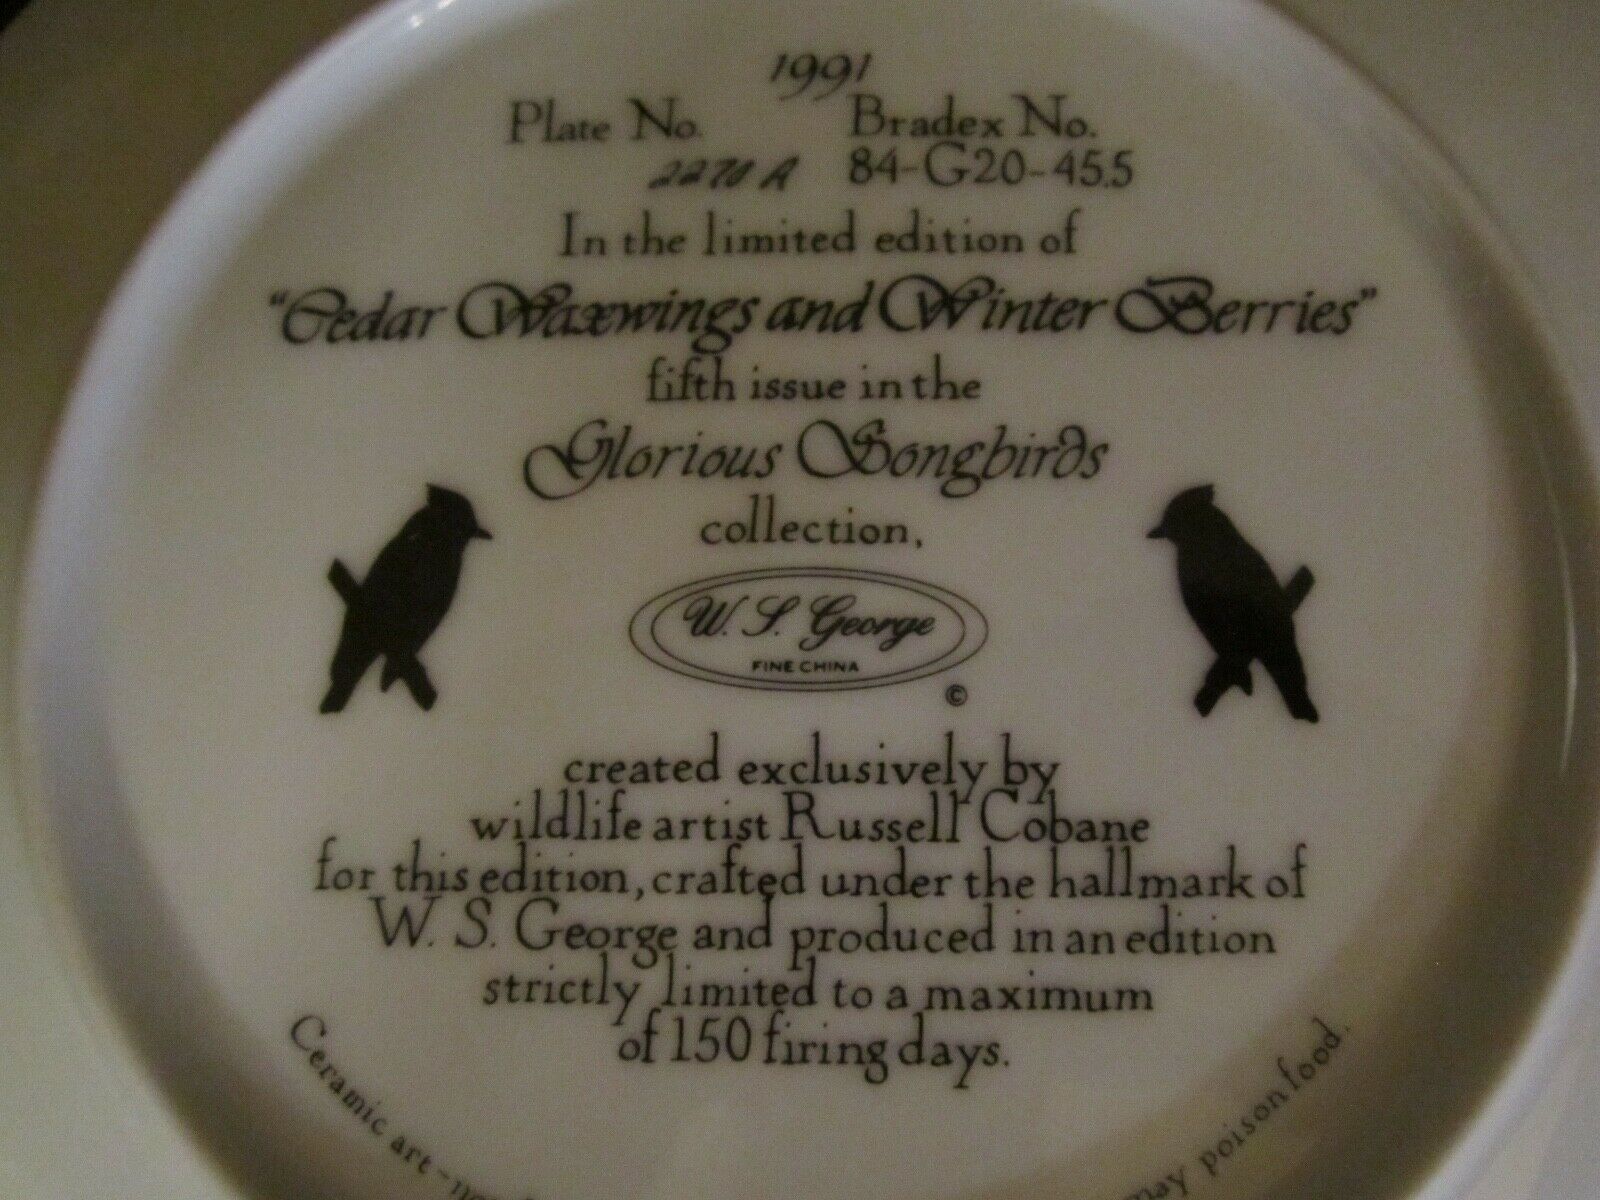 1991
Plate No. Bradex No.
2270 A 84-G20-45.5
In the limited edition of
"Cedar Waxwings and Winter Berries"
fifth issue in the
Glorious Songbirds
collection,
W. S. George
FINE CHINA
©
created exclusively by
wildlife artist Russell Cobane
for this edition, crafted under the hallmark of
W. S. George and produced in an edition
strictly limited to a maximum
of 150 firing days.
Ceramic art - may poison food.